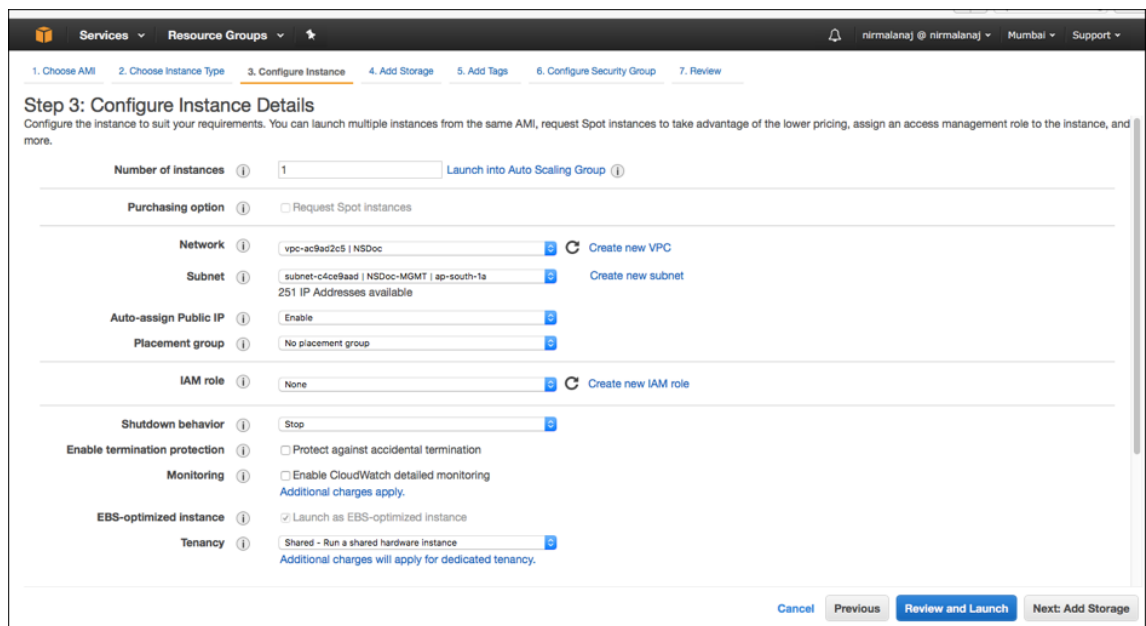 Services Resource Groups nirmalanaj @ nirmalanaj Mumbai Support
1. Choose AMI 2. Choose Instance Type 3. Configure Instance 4. Add Storage 5. Add Tags 6. Configure Security Group 7. Review
Step 3: Configure Instance Details
Configure the instance to suit your requirements. You can launch multiple instances from the same AMI, request Spot instances to take advantage of the lower pricing, assign an access management role to the instance, and
more.
Number of instances 1 Launch into Auto Scaling Group
Purchasing option Request Spot instances
Network vpc-ac9ad2c5 | NSDoc Create new VPC
Subnet subnet-c4ce9aad | NSDoc-MGMT | ap-south-1a Create new subnet
251 IP Addresses available
Auto-assign Public IP Enable
Placement group No placement group
IAM role None Create new IAM role
Shutdown behavior Stop
Enable termination protection Protect against accidental termination
Monitoring Enable CloudWatch detailed monitoring
Additional charges apply.
EBS-optimized instance Launch as EBS-optimized instance
Tenancy Shared - Run a shared hardware instance
Additional charges will apply for dedicated tenancy.
Cancel Previous Review and Launch Next: Add Storage